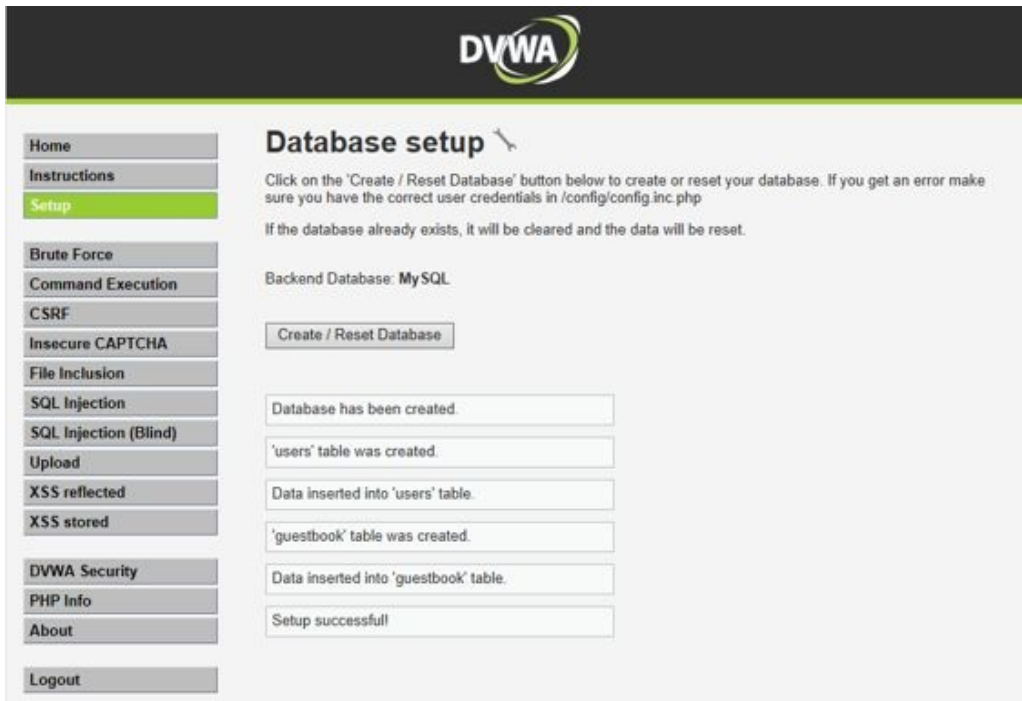 DVWA
Home
Instructions
Setup
Brute Force
Command Execution
CSRF
Insecure CAPTCHA
File Inclusion
SQL Injection
SQL Injection (Blind)
Upload
XSS reflected
XSS stored
DVWA Security
PHP Info
About
Logout
Database setup
Click on the 'Create / Reset Database' button below to create or reset your database. If you get an error make
sure you have the correct user credentials in /config/config.inc.php
If the database already exists, it will be cleared and the data will be reset.
Backend Database: MySQL
Create / Reset Database
Database has been created.
'users' table was created.
Data inserted into 'users' table.
'guestbook' table was created.
Data inserted into 'guestbook' table.
Setup successful!